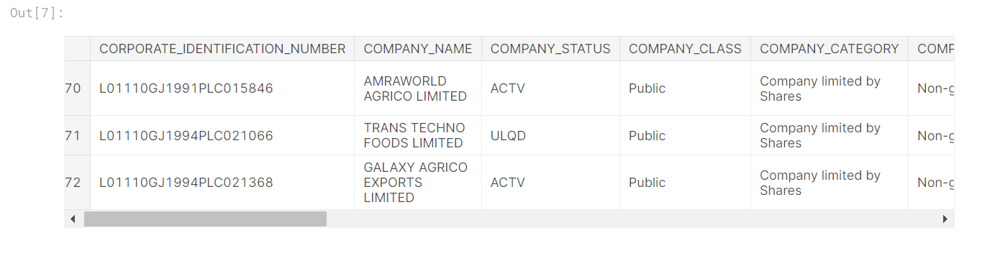 Out[7]:
CORPORATE_IDENTIFICATION_NUMBER COMPANY_NAME COMPANY_STATUS COMPANY_CLASS COMPANY_CATEGORY COMP
70 L01110GJ1991PLC015846 AMRAWORLD AGRICO LIMITED ACTV Public Company limited by Shares Non-g
71 L01110GJ1994PLC021066 TRANS TECHNO FOODS LIMITED ULQD Public Company limited by Shares Non-g
72 L01110GJ1994PLC021368 GALAXY AGRICO EXPORTS LIMITED ACTV Public Company limited by Shares Non-g